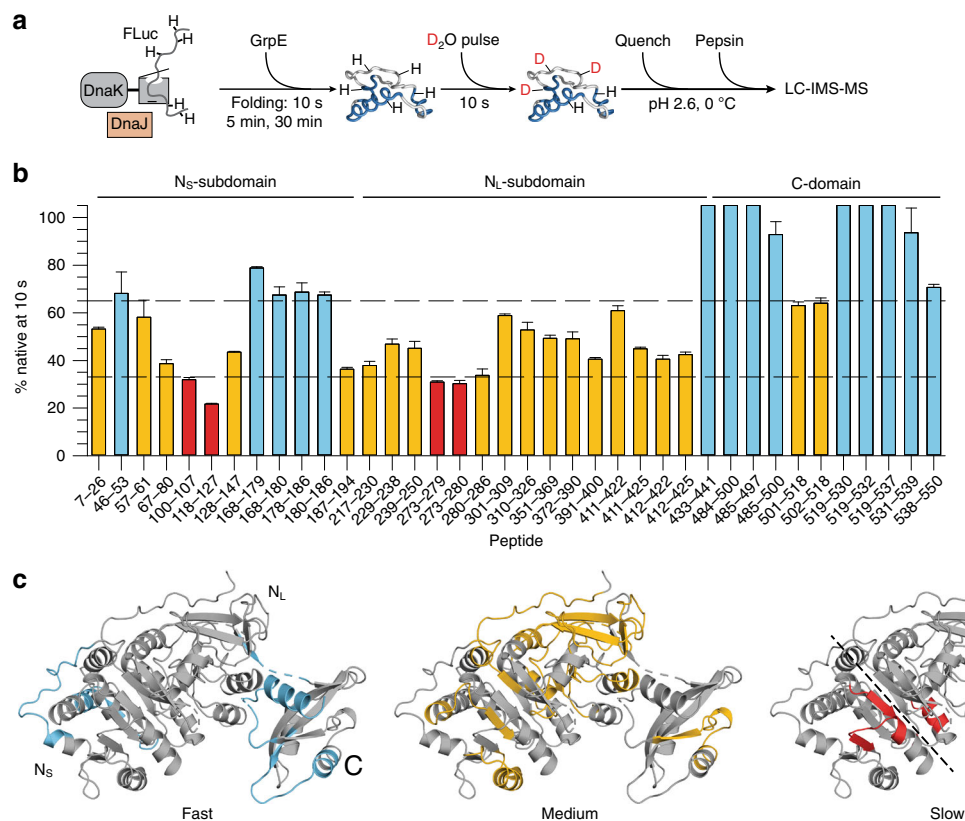 a
FLuc
H
H
H
H
DnaK
DnaJ
GrpE
Folding: 10 s
5 min, 30 min
H
H
H
H
D2O pulse
10 s
D
D
D
H
H
Quench
Pepsin
pH 2.6, 0 °C
LC-IMS-MS
b
NS-subdomain
NL-subdomain
C-domain
% native at 10 s
100
80
60
40
20
0
7–26
46–53
57–61
67–80
100–107
118–127
128–147
168–179
168–180
178–186
180–186
187–194
217–230
229–238
239–250
273–279
273–280
280–286
301–309
310–326
351–369
372–390
391–400
411–422
411–425
412–422
412–425
433–441
484–500
485–497
485–500
501–518
502–518
519–530
519–532
519–537
531–539
538–550
Peptide
c
NL
NS
C
Fast
Medium
Slow